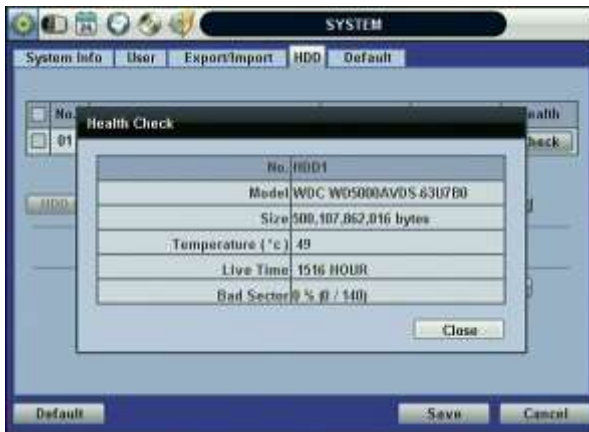 SYSTEM
System Info User Export/Import HDD Default
No.
01
Health Check
No. HDD1
Model WDC WD5000AVDS-63U7B0
Size 500,107,862,016 bytes
Temperature (°c) 49
Live Time 1516 HOUR
Bad Sector 0 % (0 / 140)
Close
HDD
Default Save Cancel